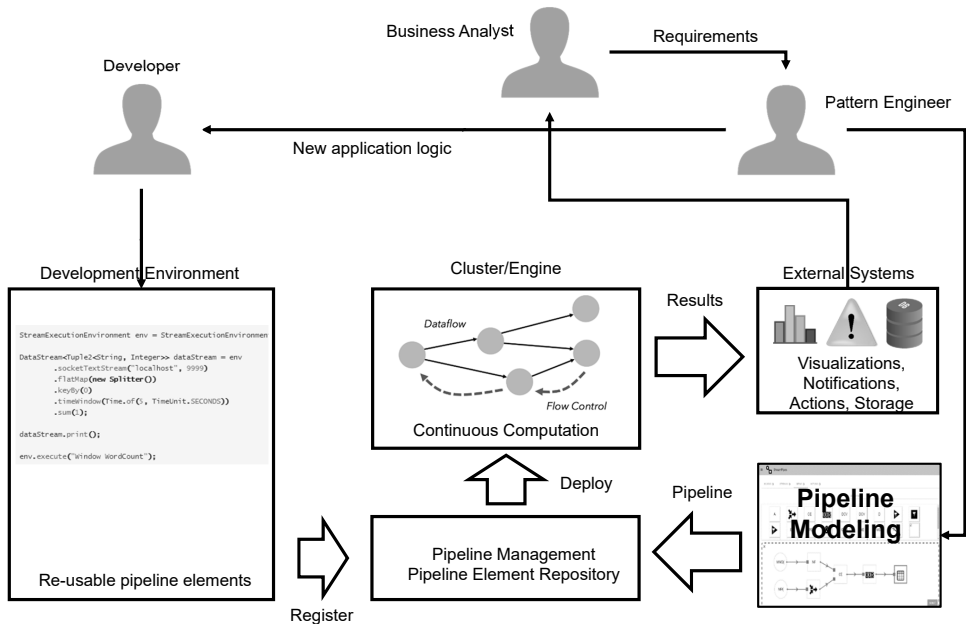 Business Analyst
Requirements
Developer
Pattern Engineer
New application logic
Development Environment
Cluster/Engine
External Systems
Results
StreamExecutionEnvironment env = StreamExecutionEnvironmen
DataStream<Tuple2<String, Integer>> dataStream = env
.socketTextStream("localhost", 9999)
.flatMap(new Splitter())
.keyBy(0)
.timeWindow(Time.of(5, TimeUnit.SECONDS))
.sum(1);
dataStream.print();
env.execute("Window WordCount");
Re-usable pipeline elements
Dataflow
Flow Control
Continuous Computation
Visualizations,
Notifications,
Actions, Storage
Deploy
Pipeline
Pipeline
Modeling
Pipeline Management
Pipeline Element Repository
Register